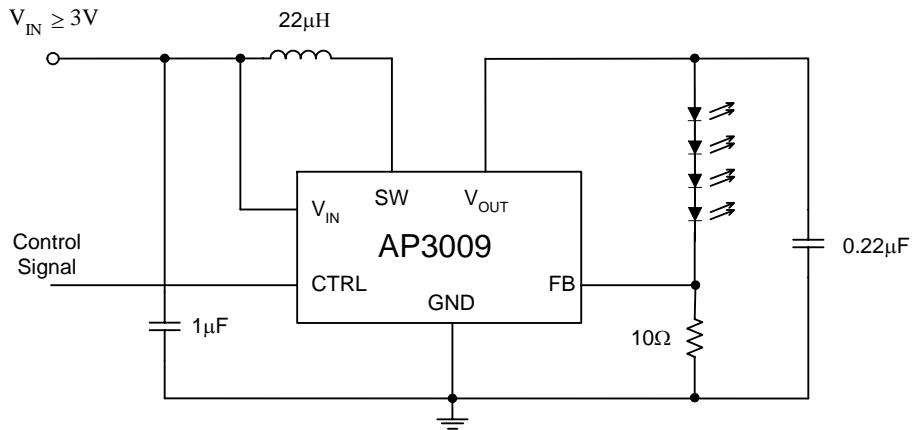 V_IN ≥ 3V
22μH
SW
V_OUT
V_IN
AP3009
Control
Signal
CTRL
FB
GND
0.22μF
1μF
10Ω